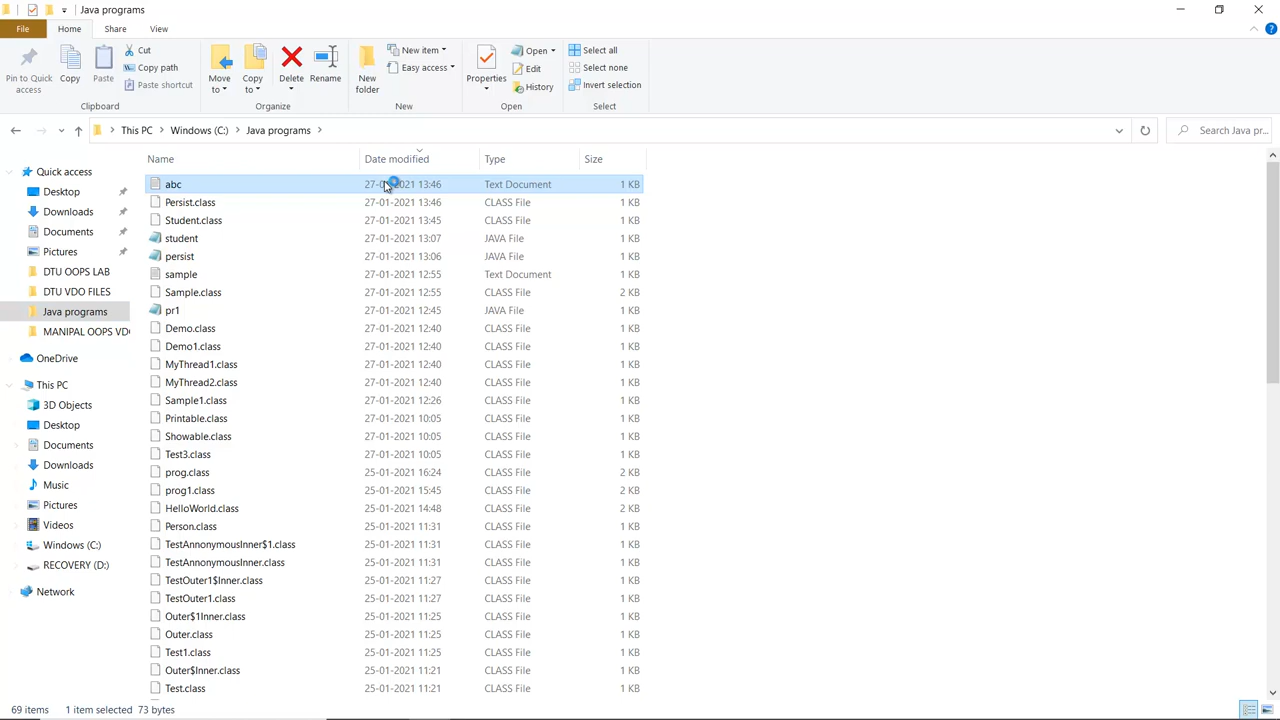 Java programs
File Home Share View
Pin to Quick access
Copy
Paste
Cut
Copy path
Paste shortcut
Clipboard
Move to
Copy to
Delete
Rename
Organize
New folder
New item
Easy access
New
Properties
Open
Edit
History
Open
Select all
Select none
Invert selection
Select
This PC Windows (C:) Java programs
Search Java pr...
Quick access
Desktop
Downloads
Documents
Pictures
DTU OOPS LAB
DTU VDO FILES
Java programs
MANIPAL OOPS VD
OneDrive
This PC
3D Objects
Desktop
Documents
Downloads
Music
Pictures
Videos
Windows (C:)
RECOVERY (D:)
Network
Name Date modified Type Size
abc 2021 13:46 Text Document 1 KB
Persist.class 27-01-2021 13:46 CLASS File 1 KB
Student.class 27-01-2021 13:45 CLASS File 1 KB
student 27-01-2021 13:07 JAVA File 1 KB
persist 27-01-2021 13:06 JAVA File 1 KB
sample 27-01-2021 12:55 Text Document 1 KB
Sample.class 27-01-2021 12:55 CLASS File 2 KB
pr1 27-01-2021 12:45 JAVA File 1 KB
Demo.class 27-01-2021 12:40 CLASS File 1 KB
Demo1.class 27-01-2021 12:40 CLASS File 1 KB
MyThread1.class 27-01-2021 12:40 CLASS File 1 KB
MyThread2.class 27-01-2021 12:40 CLASS File 1 KB
Sample1.class 27-01-2021 12:26 CLASS File 1 KB
Printable.class 27-01-2021 10:05 CLASS File 1 KB
Showable.class 27-01-2021 10:05 CLASS File 1 KB
Test3.class 27-01-2021 10:05 CLASS File 1 KB
prog.class 25-01-2021 16:24 CLASS File 2 KB
prog1.class 25-01-2021 15:45 CLASS File 2 KB
HelloWorld.class 25-01-2021 14:48 CLASS File 2 KB
Person.class 25-01-2021 11:31 CLASS File 1 KB
TestAnnonymousInner$1.class 25-01-2021 11:31 CLASS File 1 KB
TestAnnonymousInner.class 25-01-2021 11:31 CLASS File 1 KB
TestOuter1$Inner.class 25-01-2021 11:27 CLASS File 1 KB
TestOuter1.class 25-01-2021 11:27 CLASS File 1 KB
Outer$1Inner.class 25-01-2021 11:25 CLASS File 1 KB
Outer.class 25-01-2021 11:25 CLASS File 1 KB
Test1.class 25-01-2021 11:25 CLASS File 1 KB
Outer$Inner.class 25-01-2021 11:21 CLASS File 1 KB
Test.class 25-01-2021 11:21 CLASS File 1 KB
69 items 1 item selected 73 bytes